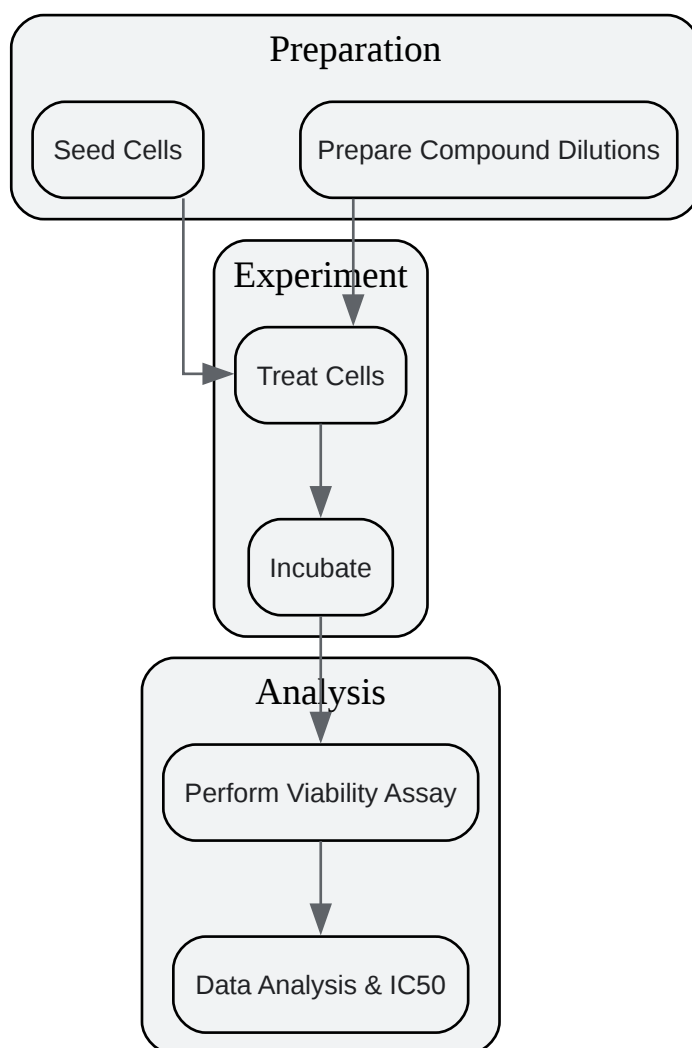 Preparation
Seed Cells
Prepare Compound Dilutions
Experiment
Treat Cells
Incubate
Analysis
Perform Viability Assay
Data Analysis & IC50